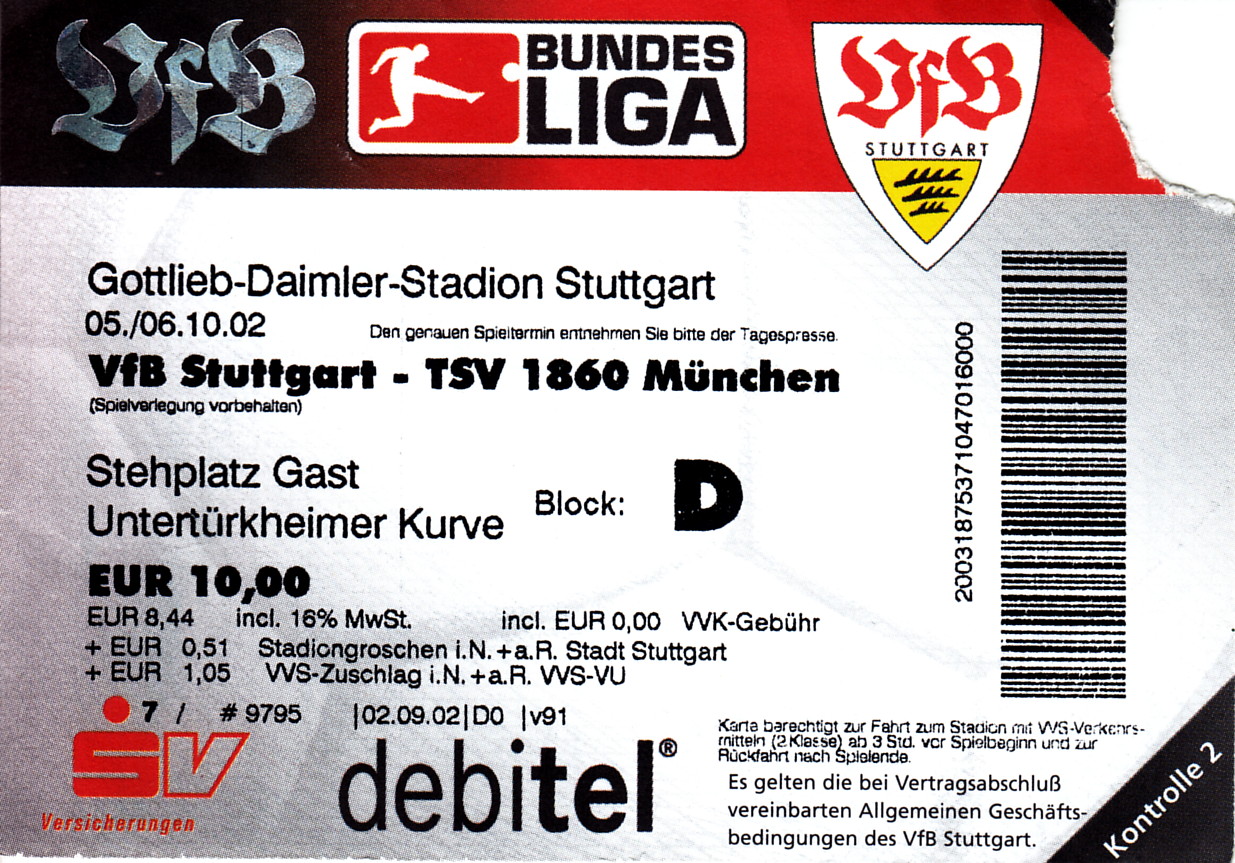 VfB
BUNDES
LIGA
VfB
STUTTGART
Gottlieb-Daimler-Stadion Stuttgart
05./06.10.02
Den genauen Spieltermin entnehmen Sie bitte der Tagespresse.
VfB Stuttgart - TSV 1860 München
(Spielverlegung vorbehalten)
Stehplatz Gast
Untertürkheimer Kurve
Block: D
EUR 10,00
EUR 8,44 incl. 16% MwSt. incl. EUR 0,00 VVK-Gebühr
+ EUR 0,51 Stadiongroschen i.N.+a.R. Stadt Stuttgart
+ EUR 1,05 VVS-Zuschlag i.N.+a.R. VVS-VU
7 / # 9795 |02.09.02|D0 |v91
SV
Versicherungen
debitel®
Karte berechtigt zur Fahrt zum Stadion mit VVS-Verkehrs-
mitteln (2.Klasse) ab 3 Std. vor Spielbeginn und zur
Rückfahrt nach Spielende.
Es gelten die bei Vertragsabschluß
vereinbarten Allgemeinen Geschäfts-
bedingungen des VfB Stuttgart.
20031875371047016000
Kontrolle 2